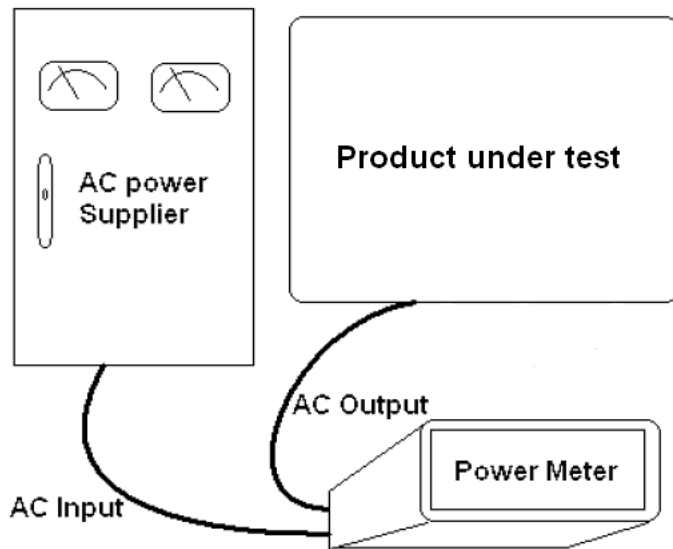 Product under test
AC power
Supplier
AC Output
Power Meter
AC Input